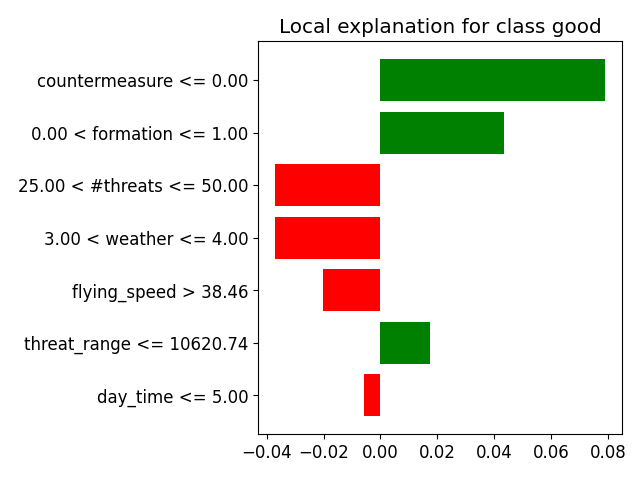 Local explanation for class good
countermeasure <= 0.00
0.00 < formation <= 1.00
25.00 < #threats <= 50.00
3.00 < weather <= 4.00
flying_speed > 38.46
threat_range <= 10620.74
day_time <= 5.00
−0.04 −0.02 0.00 0.02 0.04 0.06 0.08